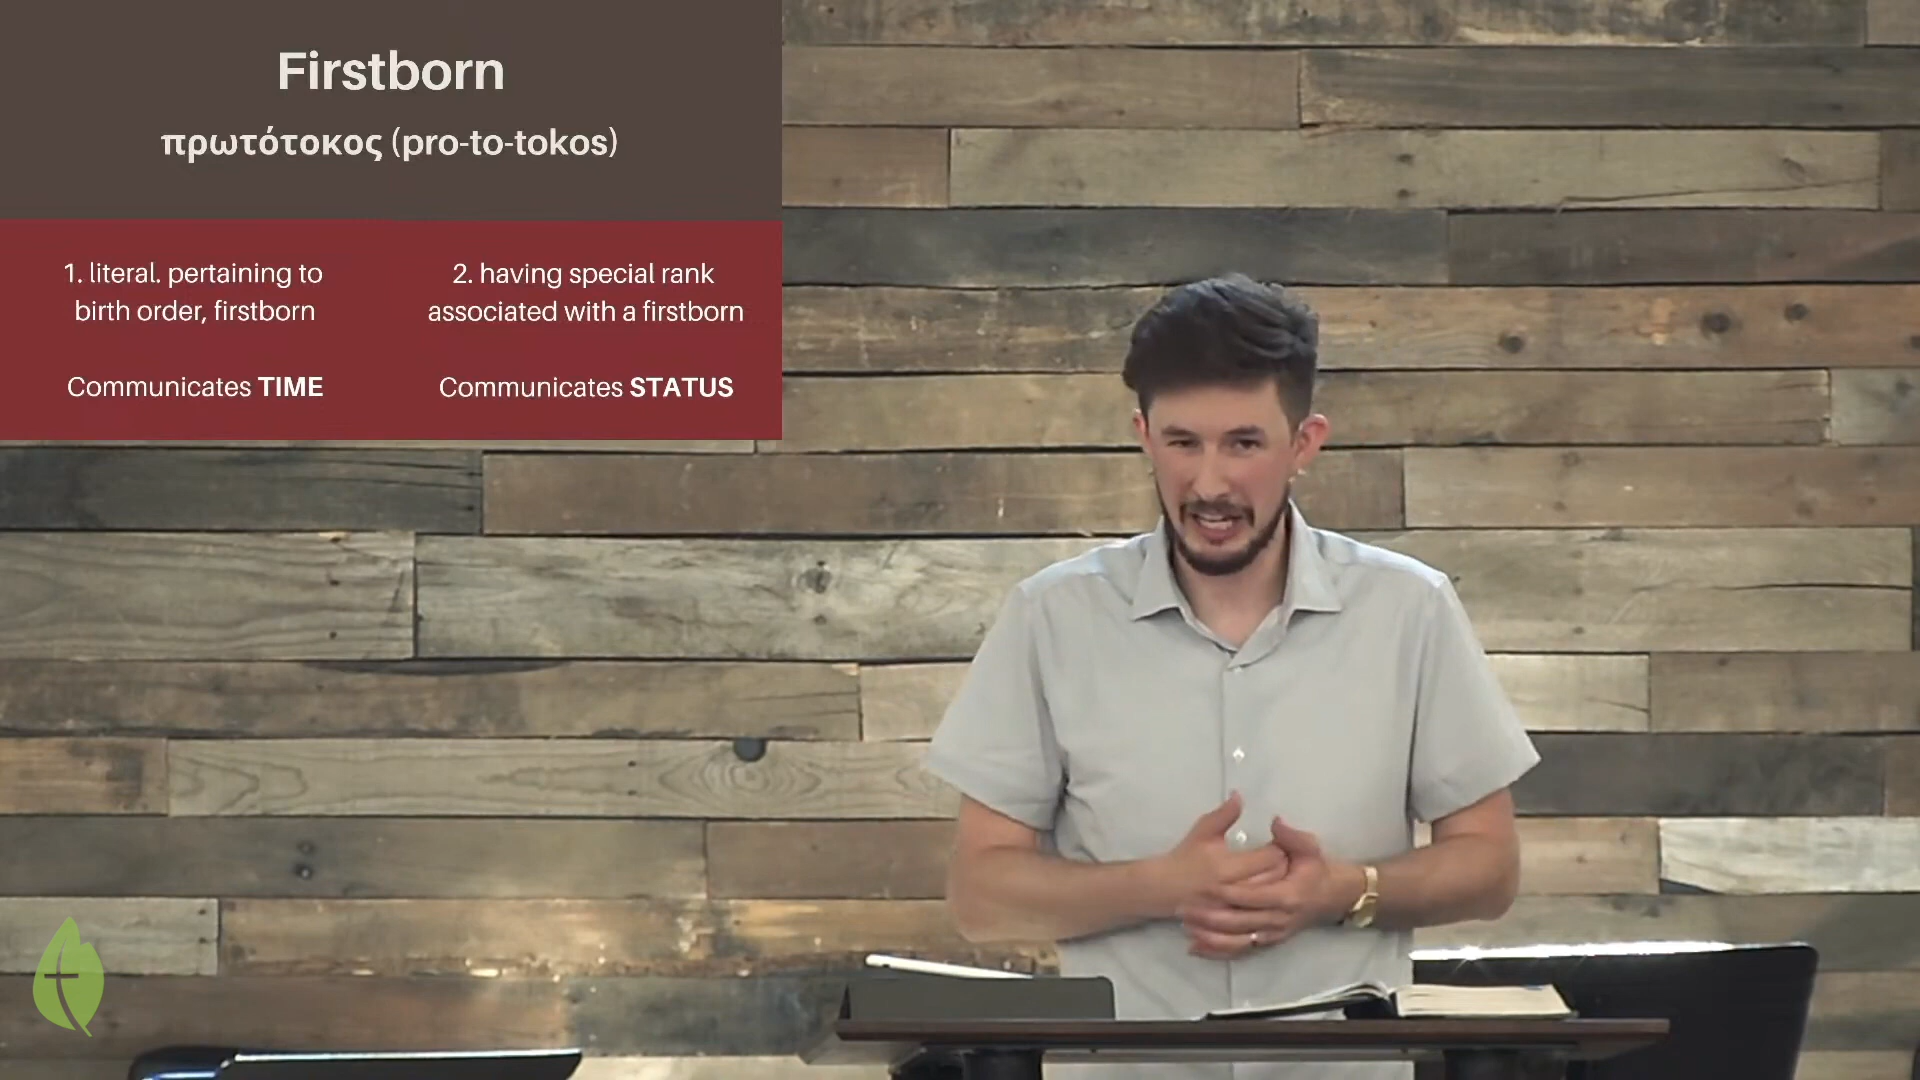 Firstborn
πρωτότοκος (pro-to-tokos)
1. literal. pertaining to
birth order, firstborn
Communicates TIME
2. having special rank
associated with a firstborn
Communicates STATUS